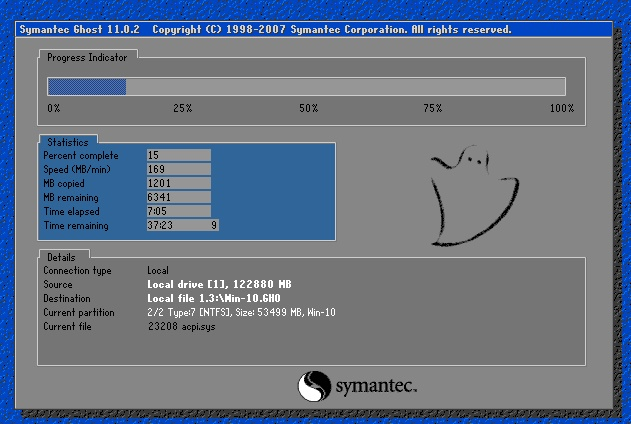 Symantec Ghost 11.0.2 Copyright (C) 1998-2007 Symantec Corporation. All rights reserved.
Progress Indicator
0% 25% 50% 75% 100%
Statistics
Percent complete 15
Speed (MB/min) 169
MB copied 1201
MB remaining 6341
Time elapsed 7:05
Time remaining 37:23 9
Details
Connection type Local
Source Local drive [1], 122880 MB
Destination Local file 1.3:\Win-10.GHO
Current partition 2/2 Type:7 [NTFS], Size: 53499 MB, Win-10
Current file 23208 acpi.sys
symantec™